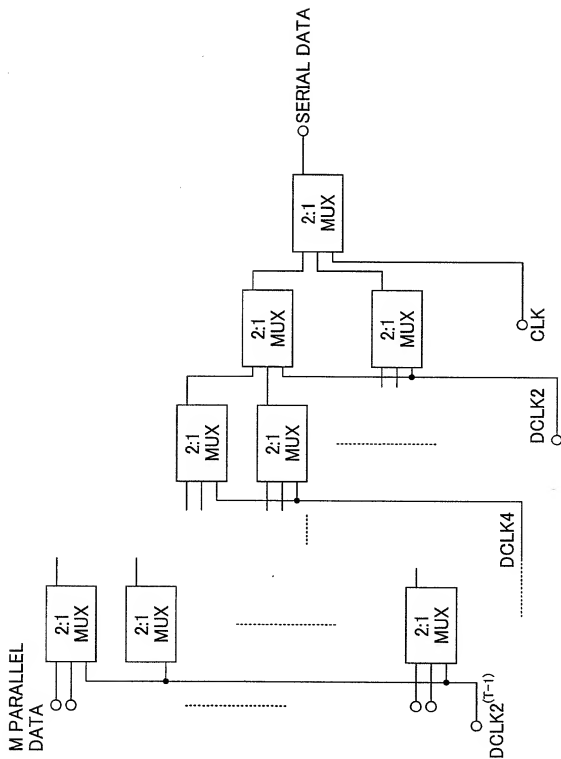 M PARALLEL
DATA
2:1
MUX
2:1
MUX
2:1
MUX
DCLK2(T-1)
2:1
MUX
2:1
MUX
DCLK4
2:1
MUX
2:1
MUX
DCLK2
2:1
MUX
CLK
SERIAL DATA